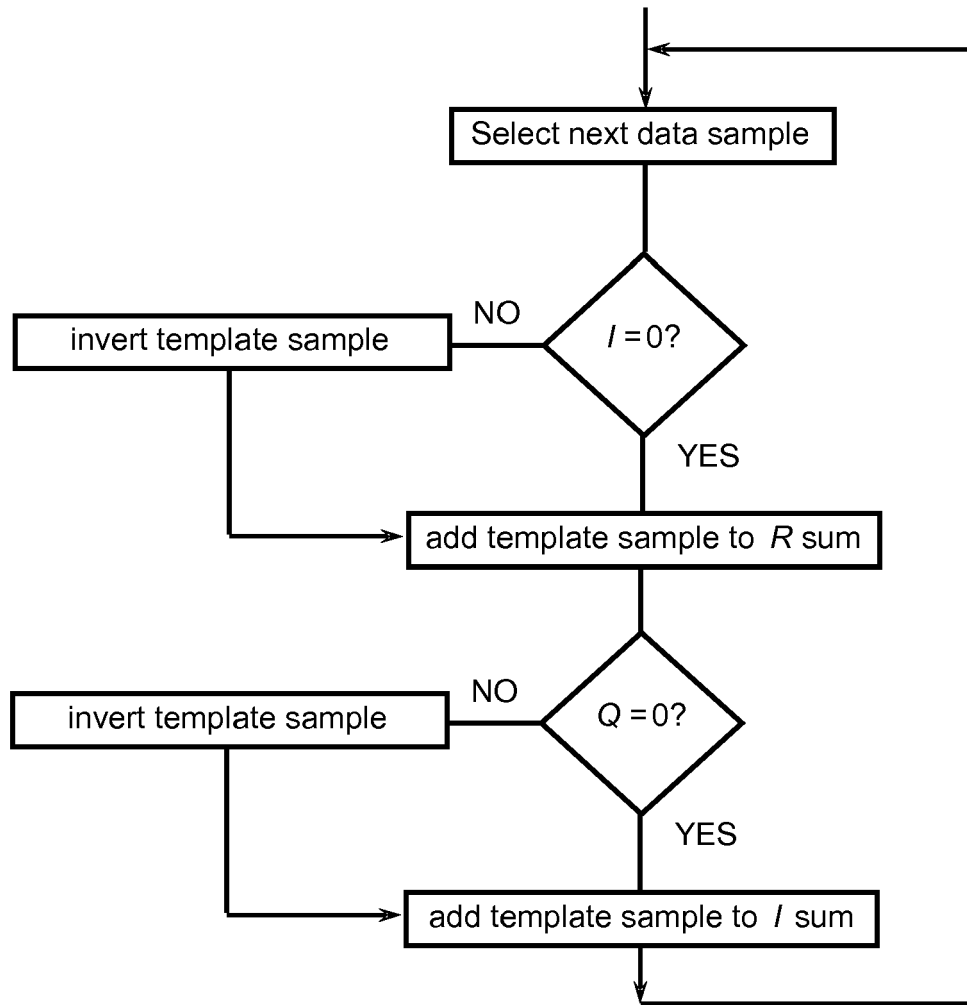 Select next data sample
NO
I = 0?
invert template sample
YES
add template sample to R sum
NO
Q = 0?
invert template sample
YES
add template sample to I sum